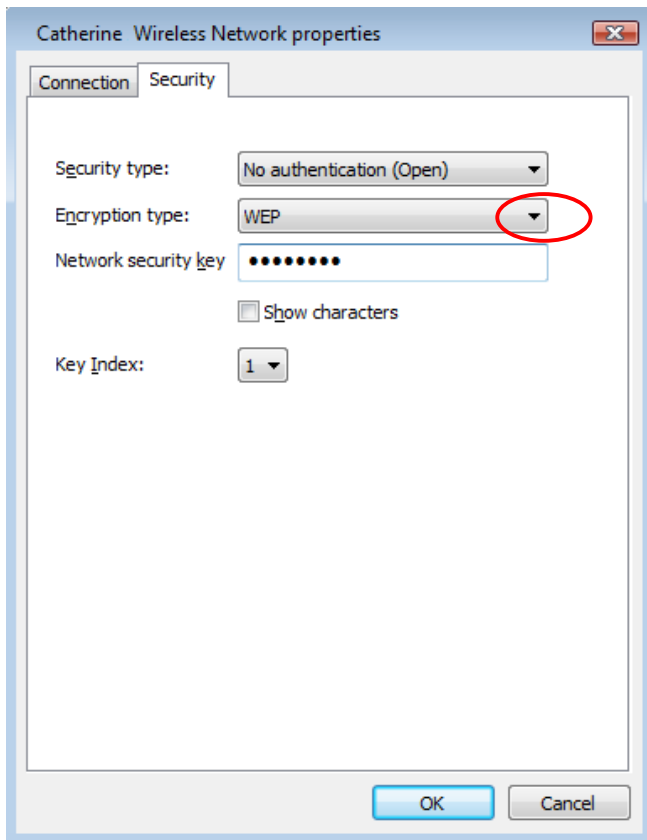 Catherine  Wireless Network properties
Connection Security
Security type: No authentication (Open)
Encryption type: WEP
Network security key ••••••••
Show characters
Key Index: 1
OK Cancel